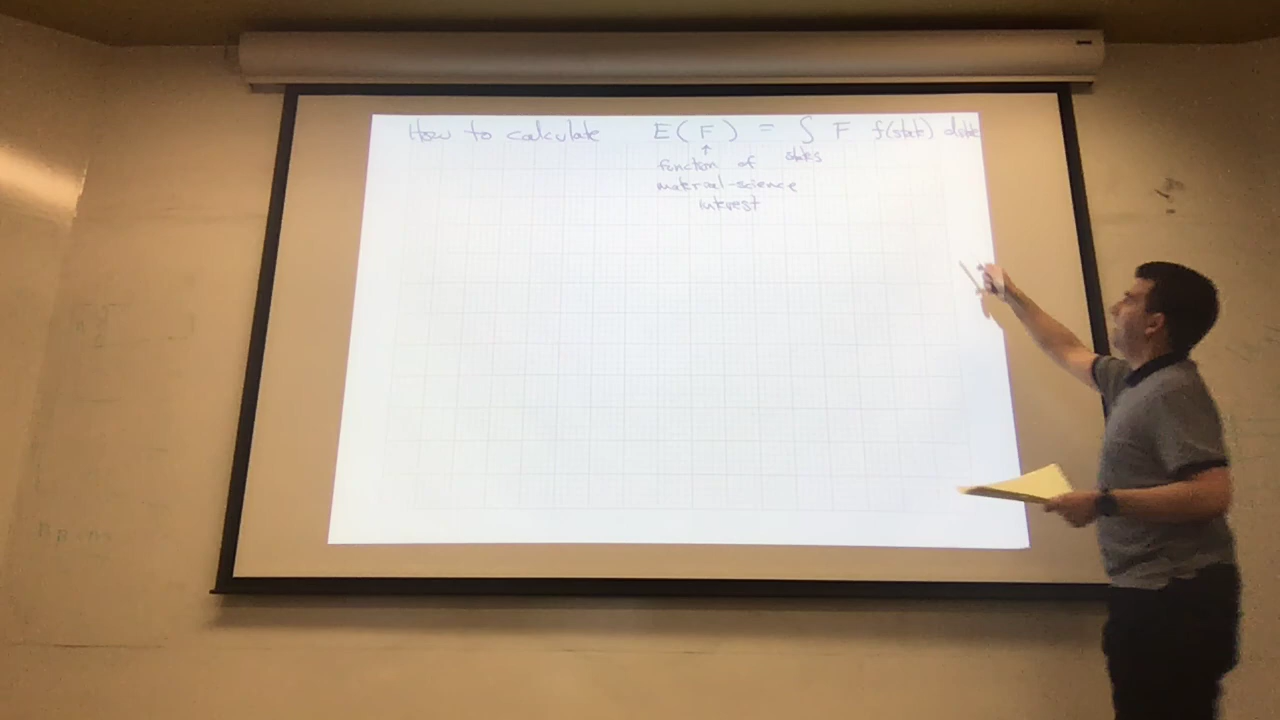 How to calculate E(F) = ∫ F f(state) dstate
↑ states
function of
material-science
interest